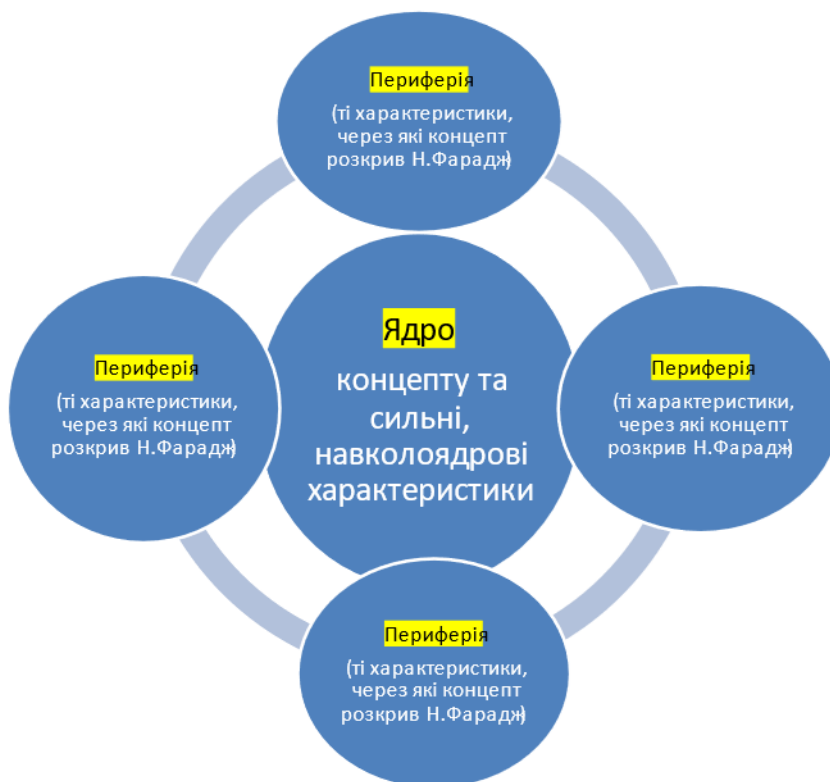 Периферія
(ті характеристики,
через які концепт
розкрив Н.Фарадж)
Ядро
концепту та
сильні,
навколоядрові
характеристики
Периферія
(ті характеристики,
через які концепт
розкрив Н.Фарадж)
Периферія
(ті характеристики,
через які концепт
розкрив Н.Фарадж)
Периферія
(ті характеристики,
через які концепт
розкрив Н.Фарадж)